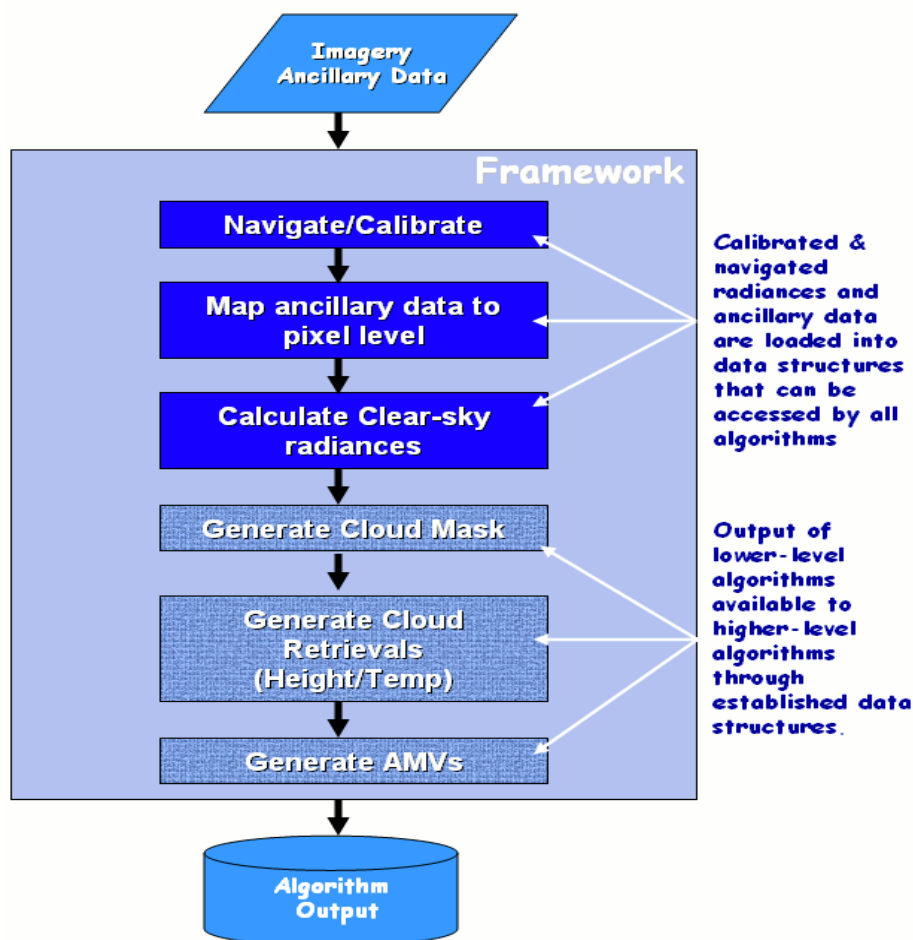 Imagery
Ancillary Data
Framework
Navigate/Calibrate
Map ancillary data to
pixel level
Calculate Clear-sky
radiances
Generate Cloud Mask
Generate Cloud
Retrievals
(Height/Temp)
Generate AMVs
Algorithm
Output
Calibrated &
navigated
radiances and
ancillary data
are loaded into
data structures
that can be
accessed by all
algorithms
Output of
lower-level
algorithms
available to
higher-level
algorithms
through
established data
structures.